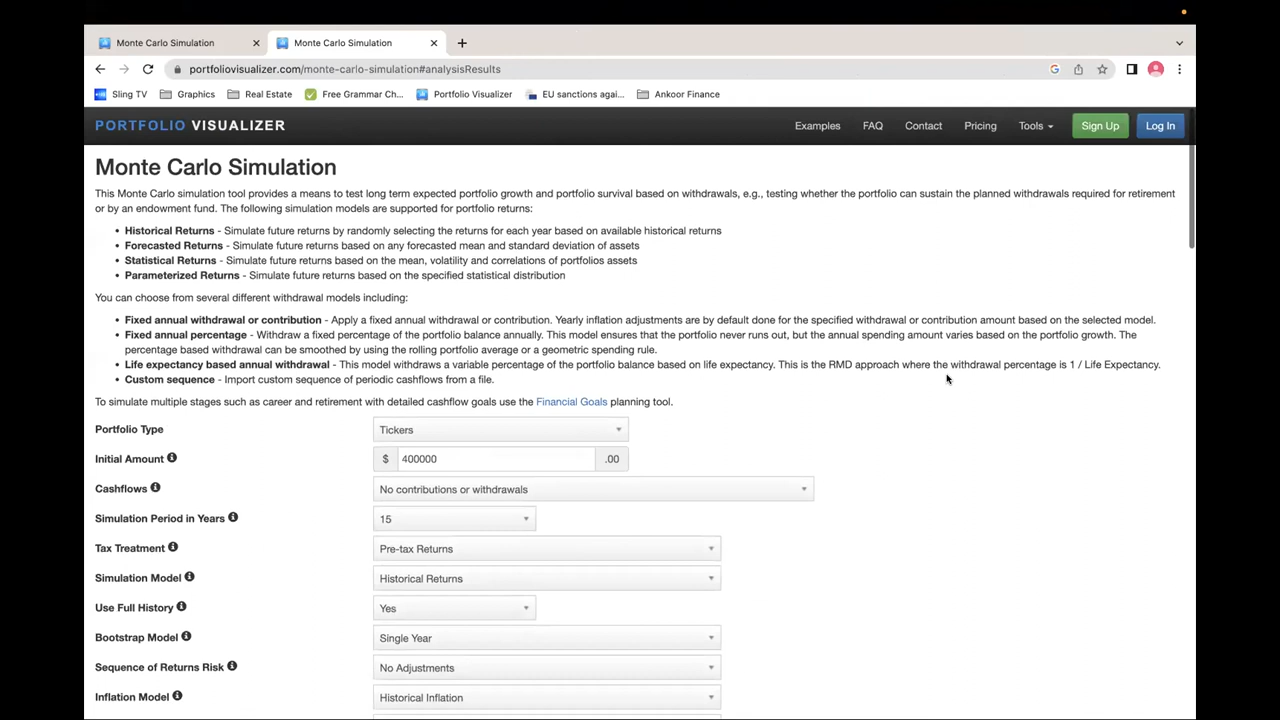 Monte Carlo Simulation
Monte Carlo Simulation
portfoliovisualizer.com/monte-carlo-simulation#analysisResults
Sling TV Graphics Real Estate Free Grammar Ch... Portfolio Visualizer EU sanctions agai... Ankoor Finance
PORTFOLIO VISUALIZER Examples FAQ Contact Pricing Tools Sign Up Log In
Monte Carlo Simulation
This Monte Carlo simulation tool provides a means to test long term expected portfolio growth and portfolio survival based on withdrawals, e.g., testing whether the portfolio can sustain the planned withdrawals required for retirement
or by an endowment fund. The following simulation models are supported for portfolio returns:
• Historical Returns - Simulate future returns by randomly selecting the returns for each year based on available historical returns
• Forecasted Returns - Simulate future returns based on any forecasted mean and standard deviation of assets
• Statistical Returns - Simulate future returns based on the mean, volatility and correlations of portfolios assets
• Parameterized Returns - Simulate future returns based on the specified statistical distribution
You can choose from several different withdrawal models including:
• Fixed annual withdrawal or contribution - Apply a fixed annual withdrawal or contribution. Yearly inflation adjustments are by default done for the specified withdrawal or contribution amount based on the selected model.
• Fixed annual percentage - Withdraw a fixed percentage of the portfolio balance annually. This model ensures that the portfolio never runs out, but the annual spending amount varies based on the portfolio growth. The
percentage based withdrawal can be smoothed by using the rolling portfolio average or a geometric spending rule.
• Life expectancy based annual withdrawal - This model withdraws a variable percentage of the portfolio balance based on life expectancy. This is the RMD approach where the withdrawal percentage is 1 / Life Expectancy.
• Custom sequence - Import custom sequence of periodic cashflows from a file.
To simulate multiple stages such as career and retirement with detailed cashflow goals use the Financial Goals planning tool.
Portfolio Type Tickers
Initial Amount $ 400000 .00
Cashflows No contributions or withdrawals
Simulation Period in Years 15
Tax Treatment Pre-tax Returns
Simulation Model Historical Returns
Use Full History Yes
Bootstrap Model Single Year
Sequence of Returns Risk No Adjustments
Inflation Model Historical Inflation